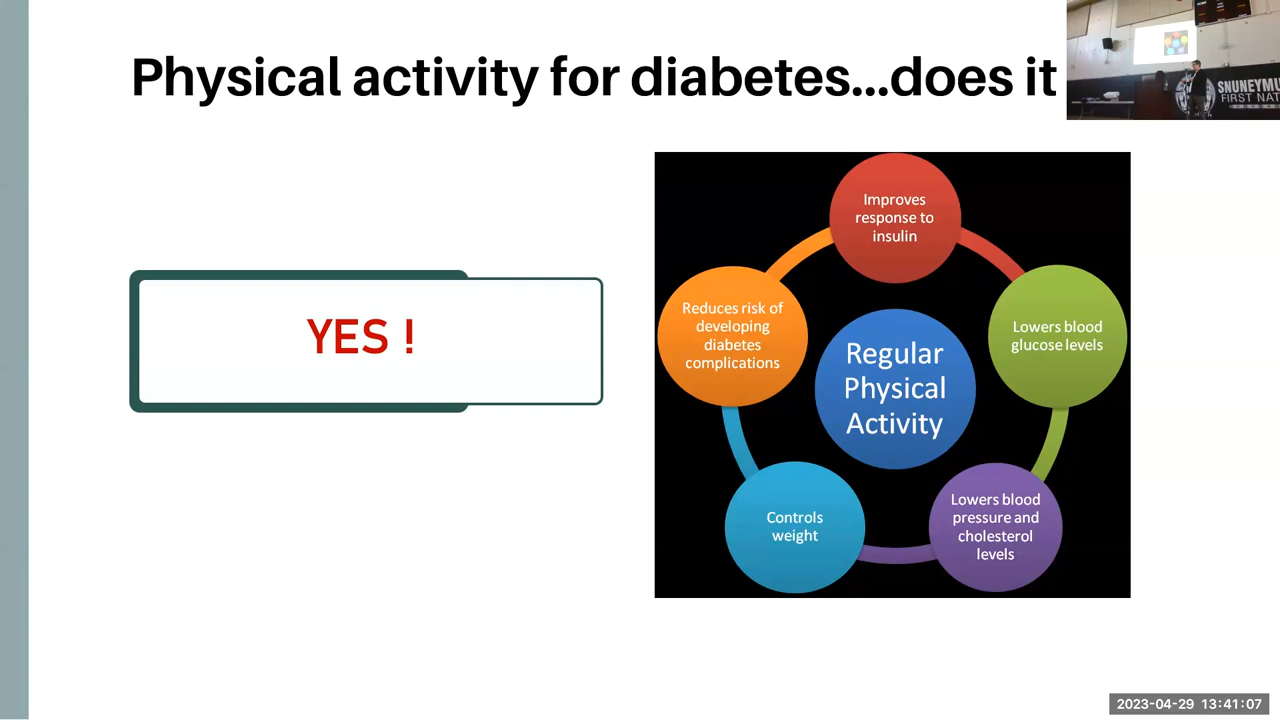 Physical activity for diabetes...does it
SNUNEYMU
FIRST NAT
Improves
response to
insulin
Reduces risk of
developing
diabetes
complications
Lowers blood
glucose levels
YES !
Regular
Physical
Activity
Controls
weight
Lowers blood
pressure and
cholesterol
levels
2023-04-29 13:41:07